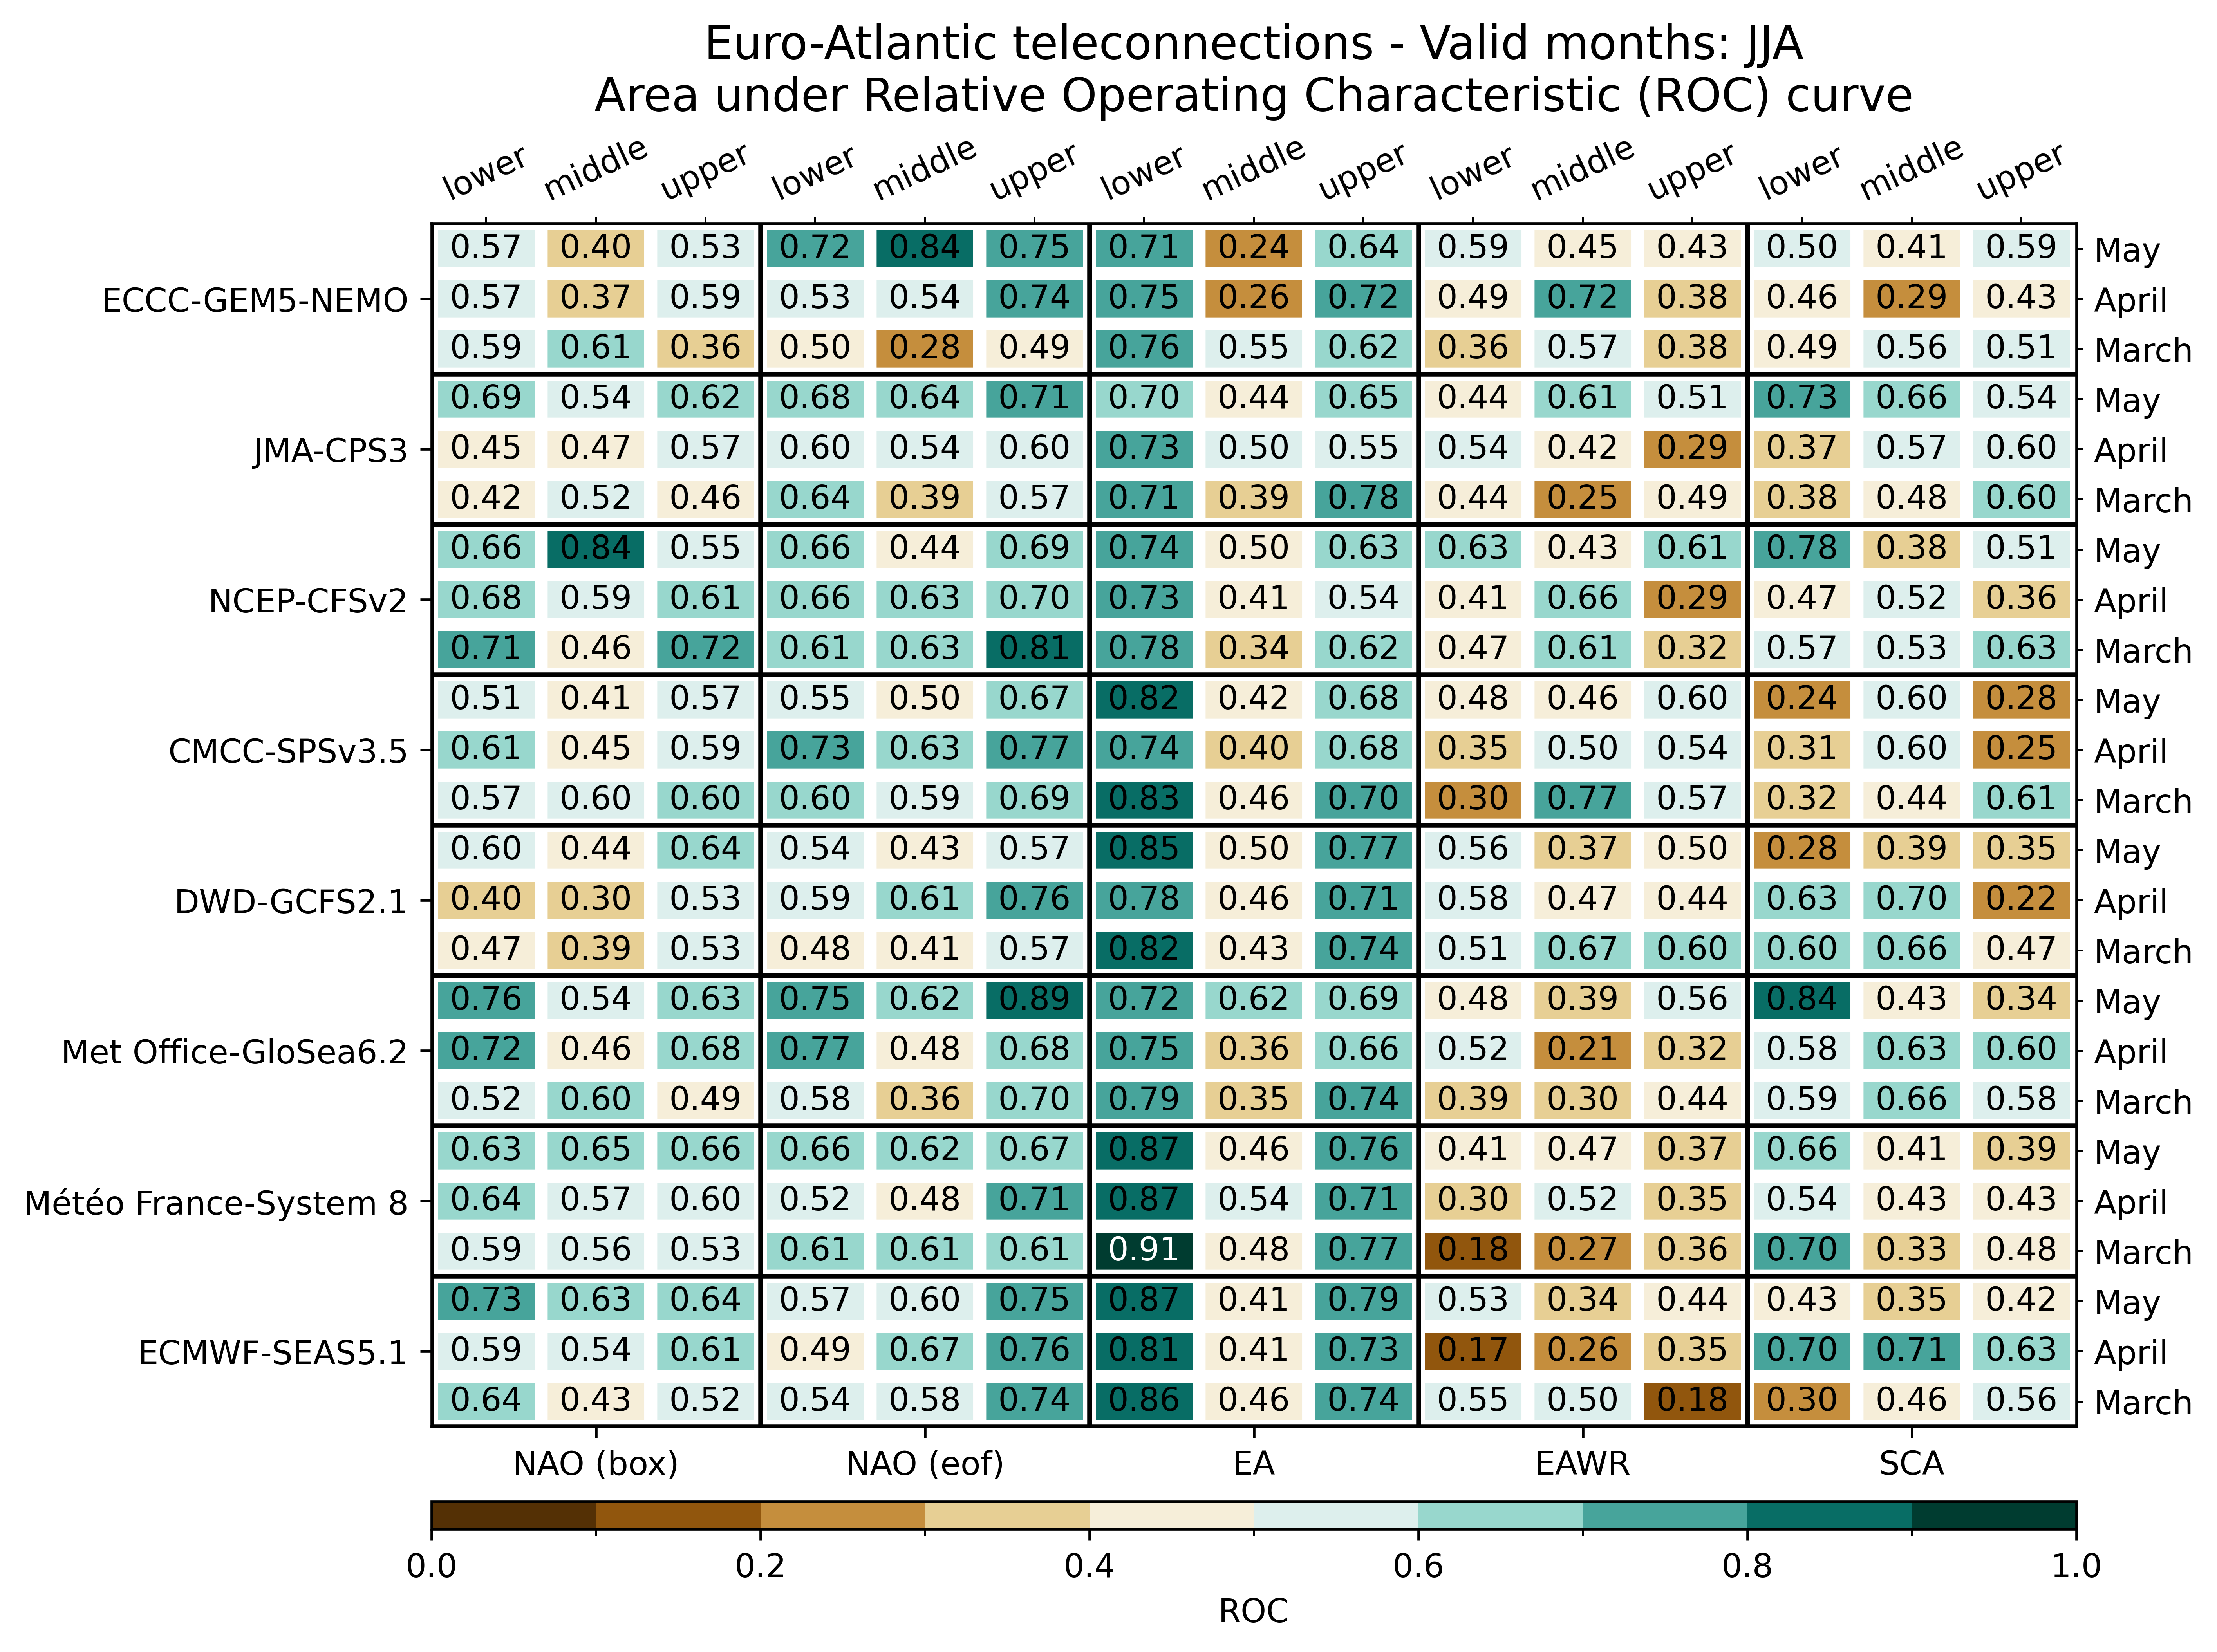 Euro-Atlantic teleconnections - Valid months: JJA
Area under Relative Operating Characteristic (ROC) curve
lower middle upper lower middle upper lower middle upper lower middle upper lower middle upper
0.57 0.40 0.53 0.72 0.84 0.75 0.71 0.24 0.64 0.59 0.45 0.43 0.50 0.41 0.59 May
ECCC-GEM5-NEMO 0.57 0.37 0.59 0.53 0.54 0.74 0.75 0.26 0.72 0.49 0.72 0.38 0.46 0.29 0.43 April
0.59 0.61 0.36 0.50 0.28 0.49 0.76 0.55 0.62 0.36 0.57 0.38 0.49 0.56 0.51 March
0.69 0.54 0.62 0.68 0.64 0.71 0.70 0.44 0.65 0.44 0.61 0.51 0.73 0.66 0.54 May
JMA-CPS3 0.45 0.47 0.57 0.60 0.54 0.60 0.73 0.50 0.55 0.54 0.42 0.29 0.37 0.57 0.60 April
0.42 0.52 0.46 0.64 0.39 0.57 0.71 0.39 0.78 0.44 0.25 0.49 0.38 0.48 0.60 March
0.66 0.84 0.55 0.66 0.44 0.69 0.74 0.50 0.63 0.63 0.43 0.61 0.78 0.38 0.51 May
NCEP-CFSv2 0.68 0.59 0.61 0.66 0.63 0.70 0.73 0.41 0.54 0.41 0.66 0.29 0.47 0.52 0.36 April
0.71 0.46 0.72 0.61 0.63 0.81 0.78 0.34 0.62 0.47 0.61 0.32 0.57 0.53 0.63 March
0.51 0.41 0.57 0.55 0.50 0.67 0.82 0.42 0.68 0.48 0.46 0.60 0.24 0.60 0.28 May
CMCC-SPSv3.5 0.61 0.45 0.59 0.73 0.63 0.77 0.74 0.40 0.68 0.35 0.50 0.54 0.31 0.60 0.25 April
0.57 0.60 0.60 0.60 0.59 0.69 0.83 0.46 0.70 0.30 0.77 0.57 0.32 0.44 0.61 March
0.60 0.44 0.64 0.54 0.43 0.57 0.85 0.50 0.77 0.56 0.37 0.50 0.28 0.39 0.35 May
DWD-GCFS2.1 0.40 0.30 0.53 0.59 0.61 0.76 0.78 0.46 0.71 0.58 0.47 0.44 0.63 0.70 0.22 April
0.47 0.39 0.53 0.48 0.41 0.57 0.82 0.43 0.74 0.51 0.67 0.60 0.60 0.66 0.47 March
0.76 0.54 0.63 0.75 0.62 0.89 0.72 0.62 0.69 0.48 0.39 0.56 0.84 0.43 0.34 May
Met Office-GloSea6.2 0.72 0.46 0.68 0.77 0.48 0.68 0.75 0.36 0.66 0.52 0.21 0.32 0.58 0.63 0.60 April
0.52 0.60 0.49 0.58 0.36 0.70 0.79 0.35 0.74 0.39 0.30 0.44 0.59 0.66 0.58 March
0.63 0.65 0.66 0.66 0.62 0.67 0.87 0.46 0.76 0.41 0.47 0.37 0.66 0.41 0.39 May
Météo France-System 8 0.64 0.57 0.60 0.52 0.48 0.71 0.87 0.54 0.71 0.30 0.52 0.35 0.54 0.43 0.43 April
0.59 0.56 0.53 0.61 0.61 0.61 0.91 0.48 0.77 0.18 0.27 0.36 0.70 0.33 0.48 March
0.73 0.63 0.64 0.57 0.60 0.75 0.87 0.41 0.79 0.53 0.34 0.44 0.43 0.35 0.42 May
ECMWF-SEAS5.1 0.59 0.54 0.61 0.49 0.67 0.76 0.81 0.41 0.73 0.17 0.26 0.35 0.70 0.71 0.63 April
0.64 0.43 0.52 0.54 0.58 0.74 0.86 0.46 0.74 0.55 0.50 0.18 0.30 0.46 0.56 March
NAO (box) NAO (eof) EA EAWR SCA
0.0 0.2 0.4 0.6 0.8 1.0
ROC